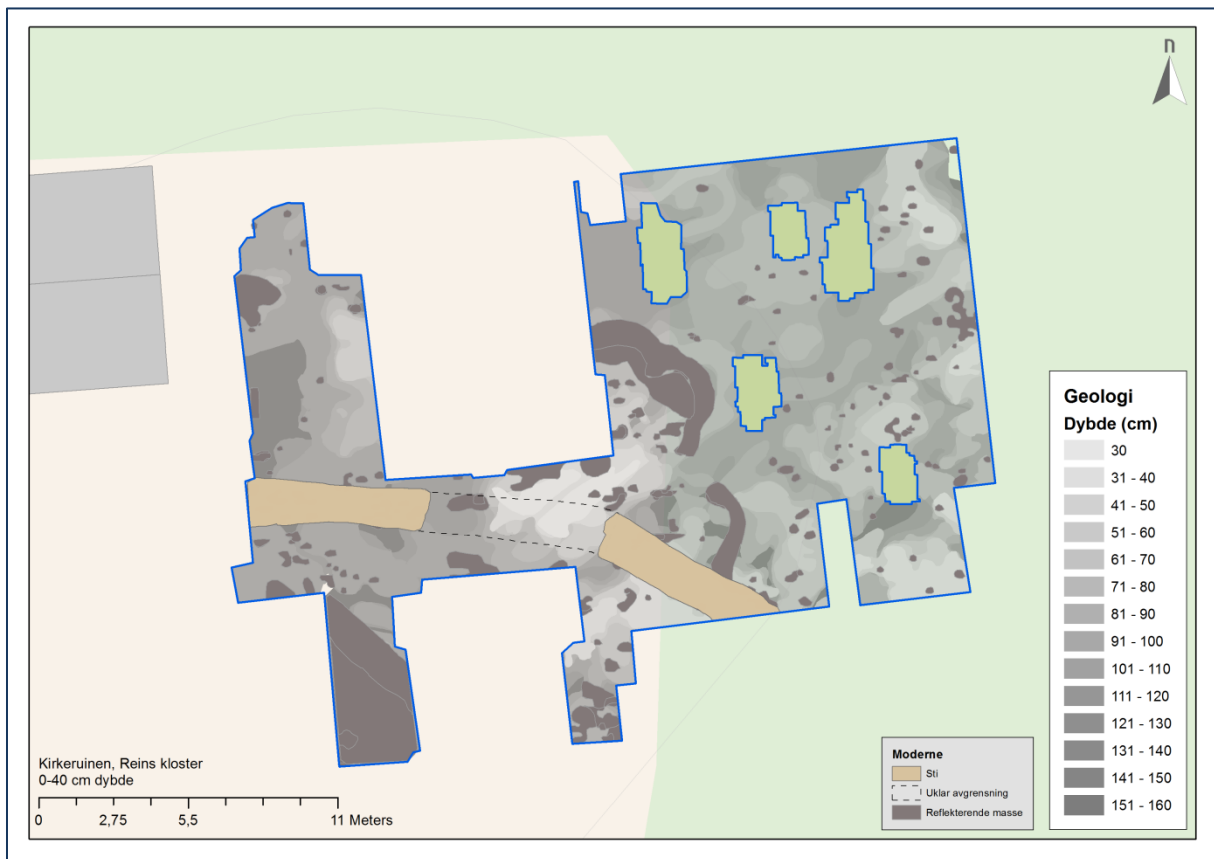 n
Geologi
Dybde (cm)
30
31 - 40
41 - 50
51 - 60
61 - 70
71 - 80
81 - 90
91 - 100
101 - 110
111 - 120
121 - 130
131 - 140
141 - 150
151 - 160
Moderne
Sti
Uklar avgrensning
Reflekterende masse
Kirkeruinen, Reins kloster
0-40 cm dybde
0 2,75 5,5 11 Meters